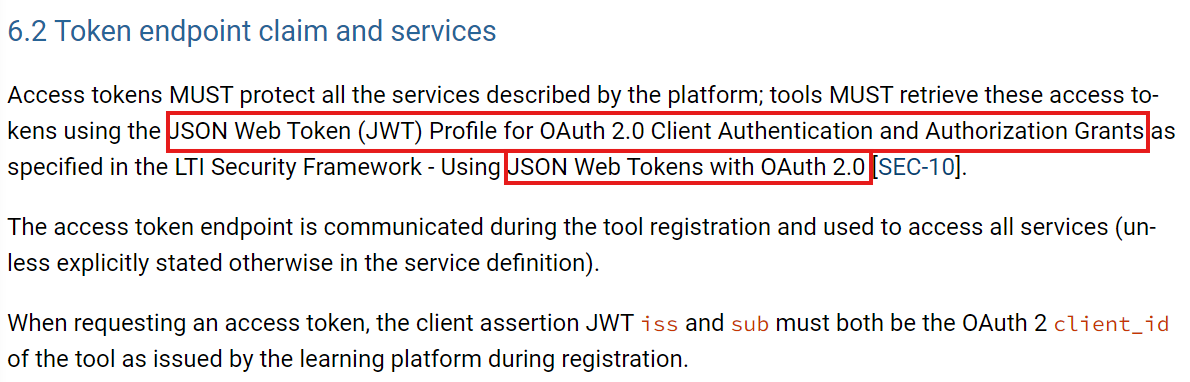 6.2 Token endpoint claim and services
Access tokens MUST protect all the services described by the platform; tools MUST retrieve these access to-
kens using the JSON Web Token (JWT) Profile for OAuth 2.0 Client Authentication and Authorization Grants as
specified in the LTI Security Framework - Using JSON Web Tokens with OAuth 2.0 [SEC-10].
The access token endpoint is communicated during the tool registration and used to access all services (un-
less explicitly stated otherwise in the service definition).
When requesting an access token, the client assertion JWT iss and sub must both be the OAuth 2 client_id
of the tool as issued by the learning platform during registration.